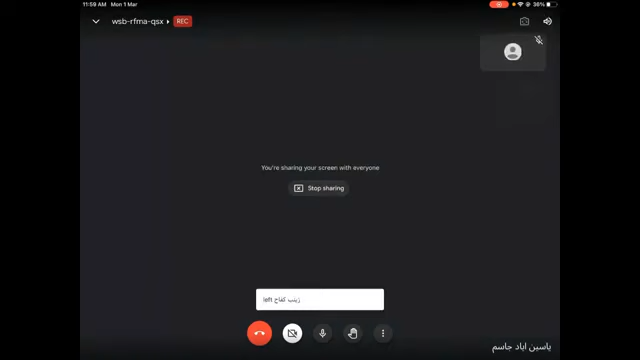 11:59 AM Mon 1 Mar
36%
wsb-rfma-qsx
REC
You're sharing your screen with everyone
Stop sharing
زينب كفاح left
ياسين اياد جاسم